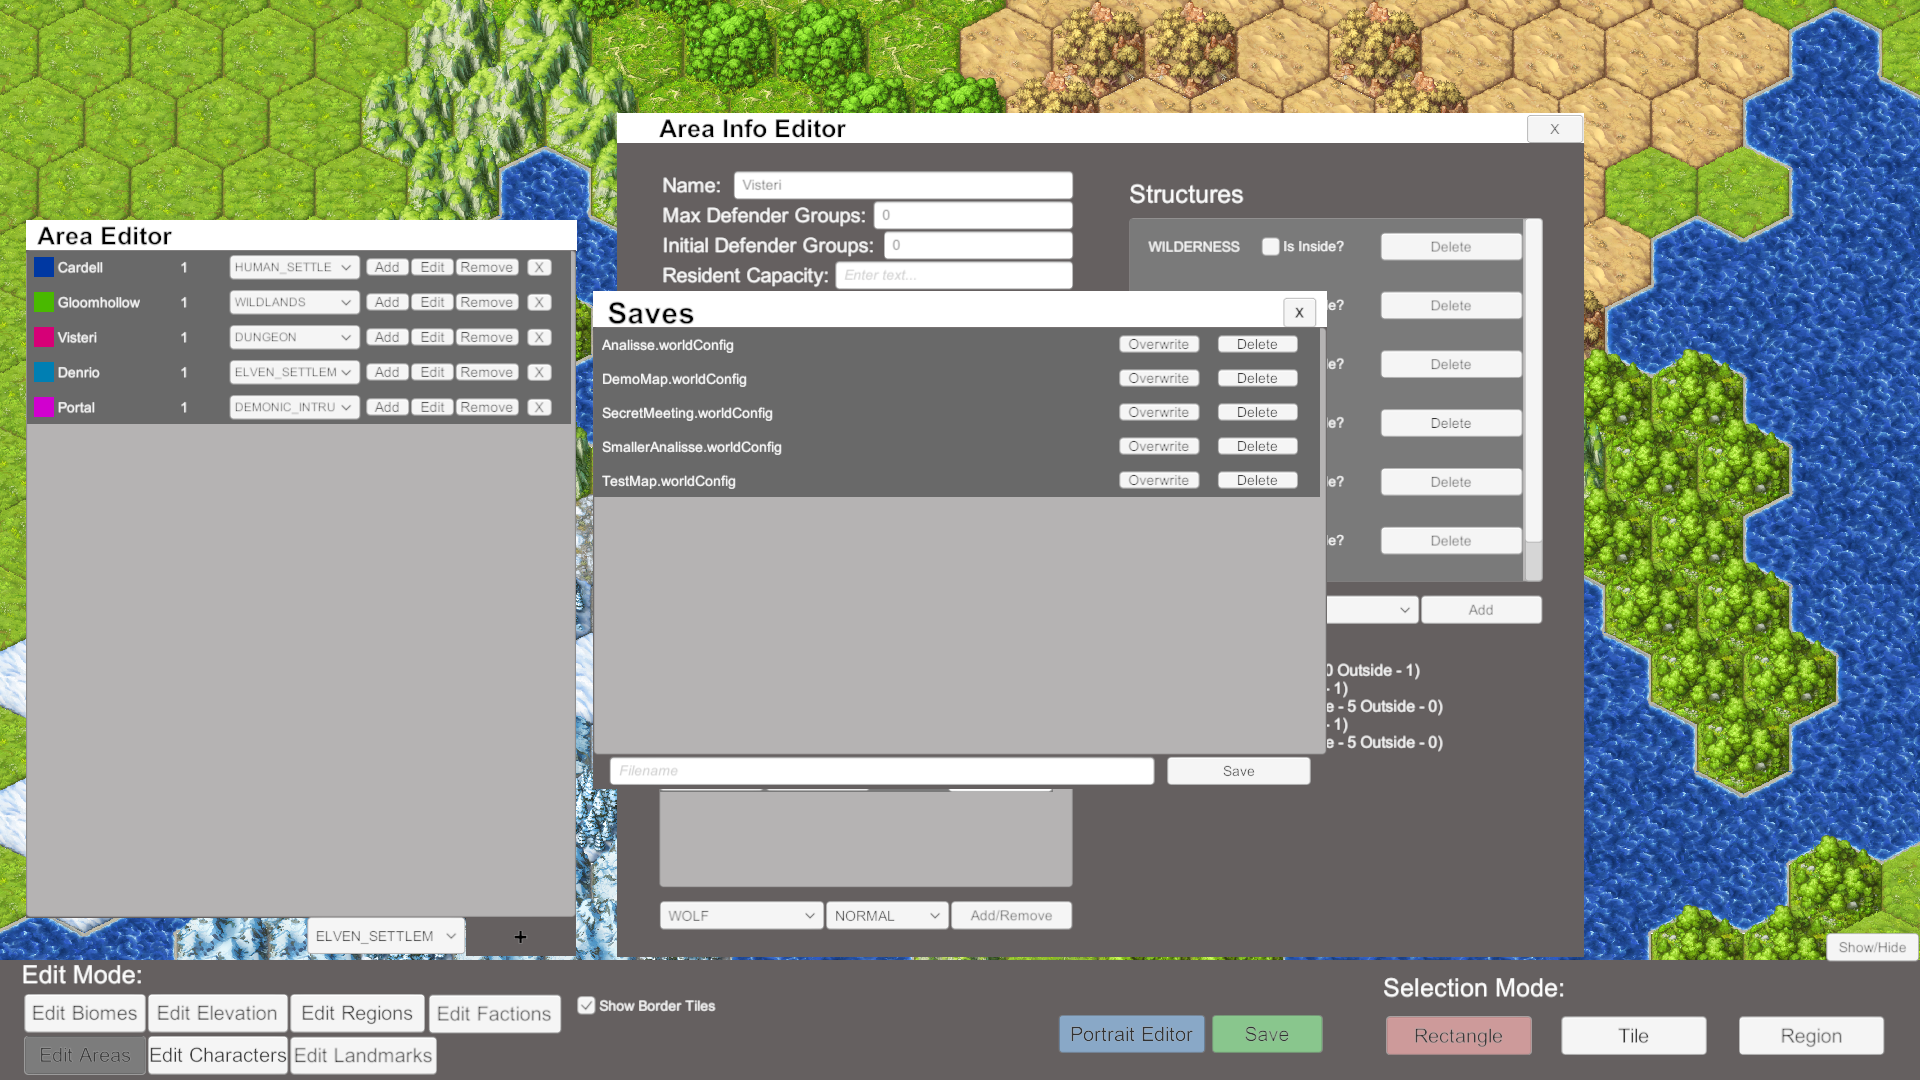 Area Info Editor
X
Name:
Visteri
Max Defender Groups:
0
Initial Defender Groups:
0
Resident Capacity:
Enter text...
Structures
WILDERNESS
Is Inside?
Delete
e?
Delete
e?
Delete
e?
Delete
e?
Delete
e?
Delete
Add
0 Outside - 1)
- 1)
e - 5 Outside - 0)
- 1)
e - 5 Outside - 0)
WOLF
NORMAL
Add/Remove
Area Editor
Cardell 1 HUMAN_SETTLE Add Edit Remove X
Gloomhollow 1 WILDLANDS Add Edit Remove X
Visteri 1 DUNGEON Add Edit Remove X
Denrio 1 ELVEN_SETTLEM Add Edit Remove X
Portal 1 DEMONIC_INTRU Add Edit Remove X
ELVEN_SETTLEM +
Saves
X
Analisse.worldConfig Overwrite Delete
DemoMap.worldConfig Overwrite Delete
SecretMeeting.worldConfig Overwrite Delete
SmallerAnalisse.worldConfig Overwrite Delete
TestMap.worldConfig Overwrite Delete
Filename
Save
Show/Hide
Edit Mode:
Edit Biomes Edit Elevation Edit Regions Edit Factions
Edit Areas Edit Characters Edit Landmarks
Show Border Tiles
Portrait Editor
Save
Selection Mode:
Rectangle
Tile
Region